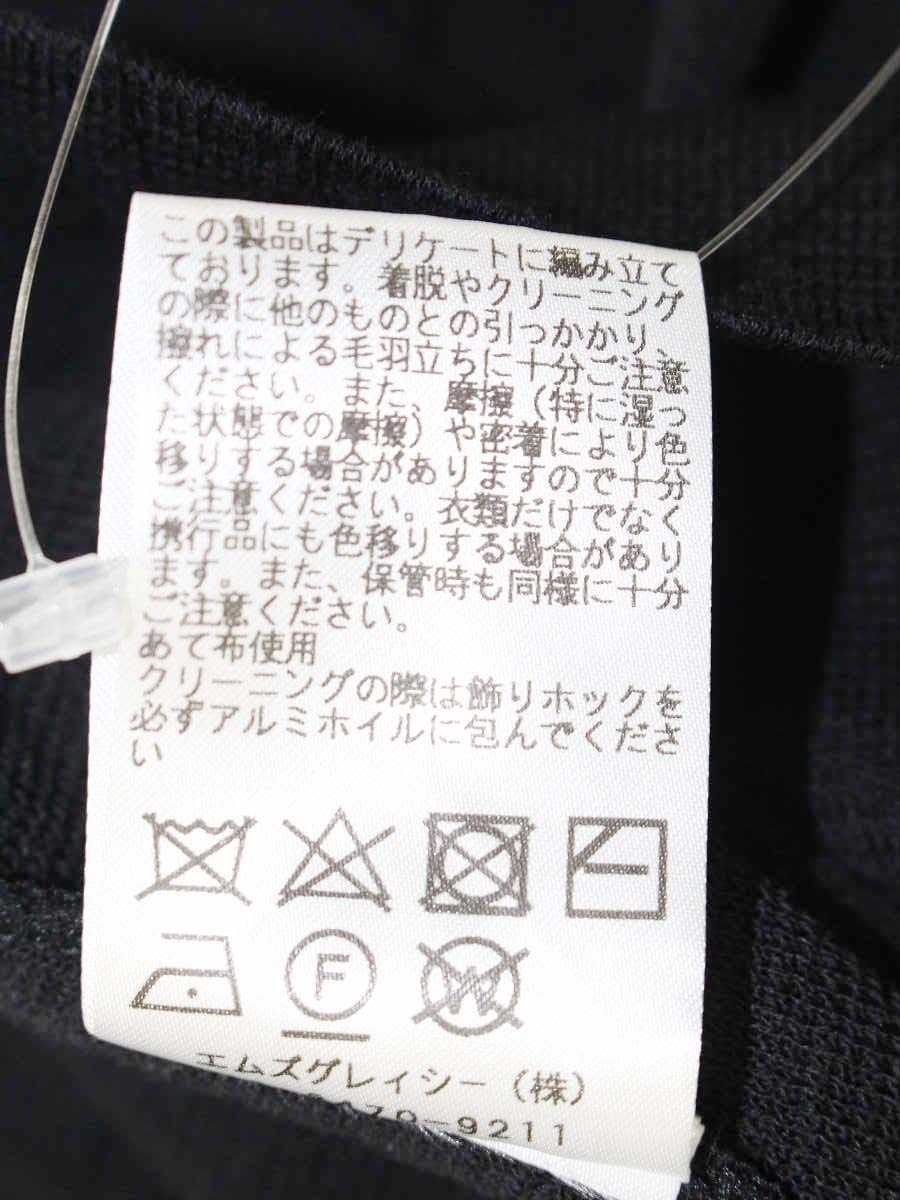 この製品はデリケートに編み立て
ております。着脱やクリーニング
の際に他のものとの引っかかり、
擦れによる毛羽立ちに十分ご注意
ください。また、摩擦(特に湿っ
た状態での摩擦)や密着により色
移りする場合がありますので十分
ご注意ください。衣類だけでなく
携行品にも色移りする場合があり
ます。また、保管時も同様に十分
ご注意ください。
あて布使用
クリーニングの際は飾りホックを
必ずアルミホイルに包んでくださ
い
F
W
エムズグレイシー(株)
-9211